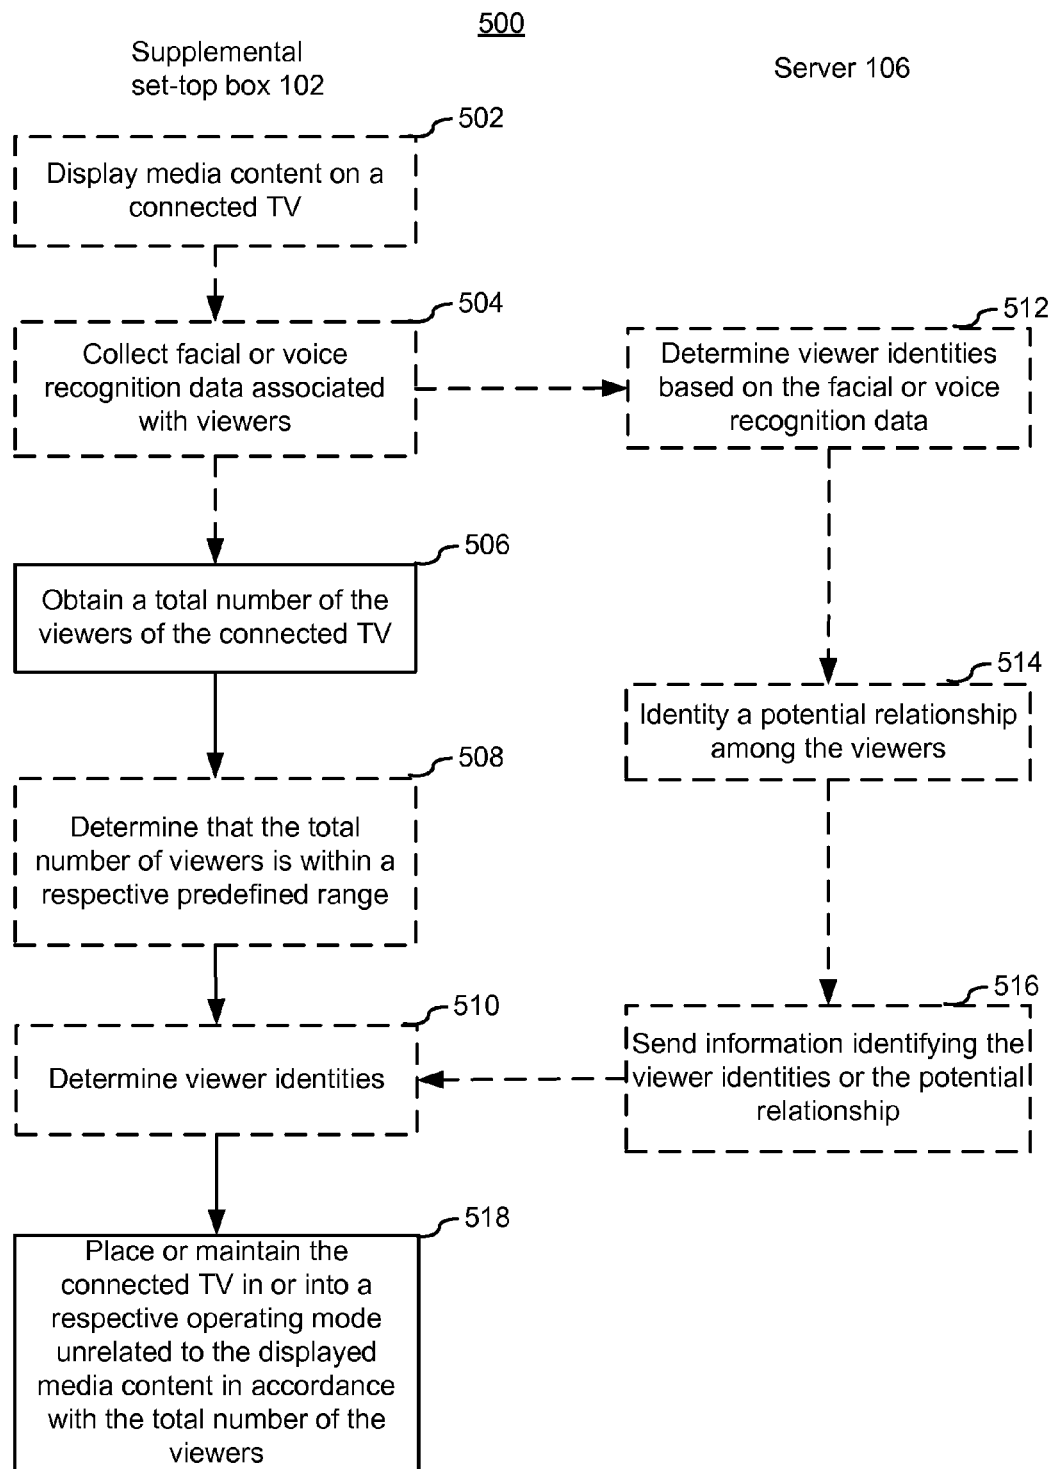 500
Supplemental
set-top box 102
Server 106
502
Display media content on a
connected TV
504
Collect facial or voice
recognition data associated
with viewers
512
Determine viewer identities
based on the facial or voice
recognition data
506
Obtain a total number of the
viewers of the connected TV
514
Identity a potential relationship
among the viewers
508
Determine that the total
number of viewers is within a
respective predefined range
510
Determine viewer identities
516
Send information identifying the
viewer identities or the potential
relationship
518
Place or maintain the
connected TV in or into a
respective operating mode
unrelated to the displayed
media content in accordance
with the total number of the
viewers